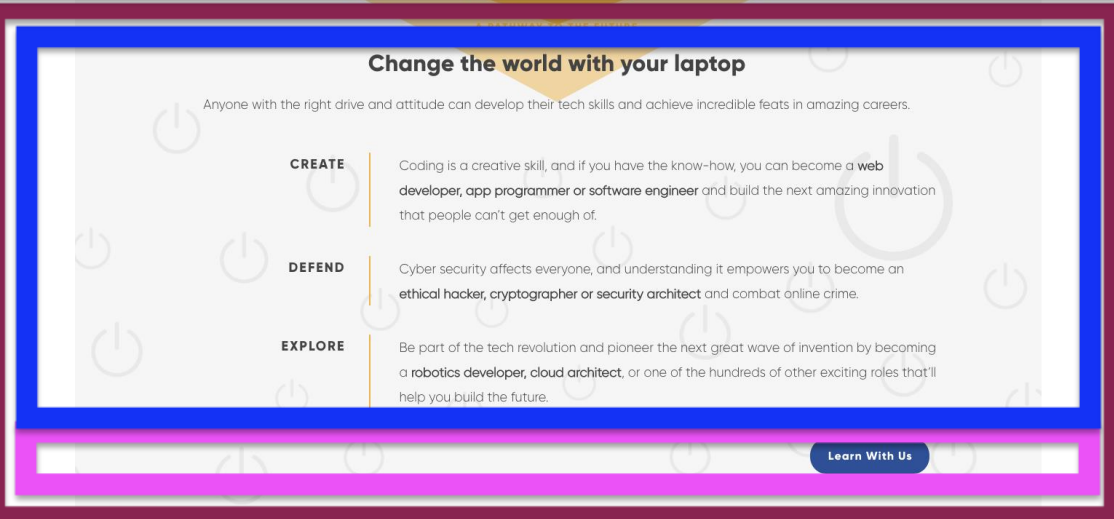 Change the world with your laptop
Anyone with the right drive and attitude can develop their tech skills and achieve incredible feats in amazing careers.
CREATE
Coding is a creative skill, and if you have the know-how, you can become a web
developer, app programmer or software engineer and build the next amazing innovation
that people can't get enough of.
DEFEND
Cyber security affects everyone, and understanding it empowers you to become an
ethical hacker, cryptographer or security architect and combat online crime.
EXPLORE
Be part of the tech revolution and pioneer the next great wave of invention by becoming
a robotics developer, cloud architect, or one of the hundreds of other exciting roles that'll
help you build the future.
Learn With Us